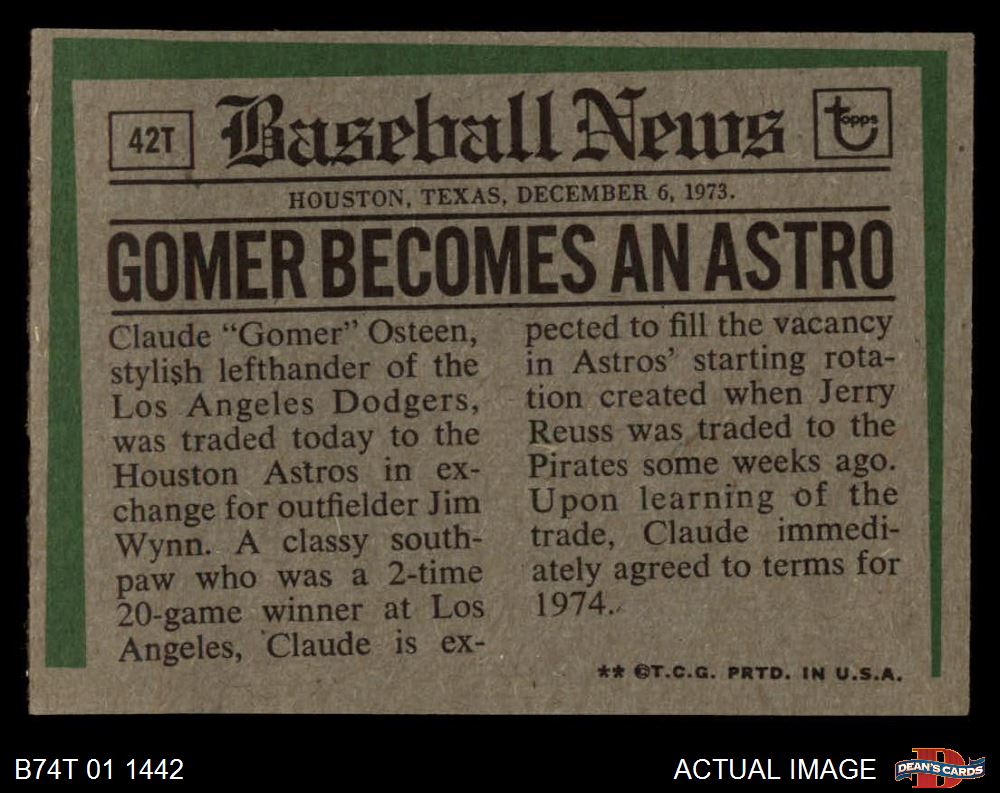 42T
Baseball News
Topps
HOUSTON, TEXAS, DECEMBER 6, 1973.
GOMER BECOMES AN ASTRO
Claude “Gomer” Osteen,
stylish lefthander of the
Los Angeles Dodgers,
was traded today to the
Houston Astros in ex-
change for outfielder Jim
Wynn. A classy south-
paw who was a 2-time
20-game winner at Los
Angeles, Claude is ex-
pected to fill the vacancy
in Astros’ starting rota-
tion created when Jerry
Reuss was traded to the
Pirates some weeks ago.
Upon learning of the
trade, Claude immedi-
ately agreed to terms for
1974.
** ©T.C.G. PRTD. IN U.S.A.
B74T 01 1442
ACTUAL IMAGE
DEAN'S CARDS